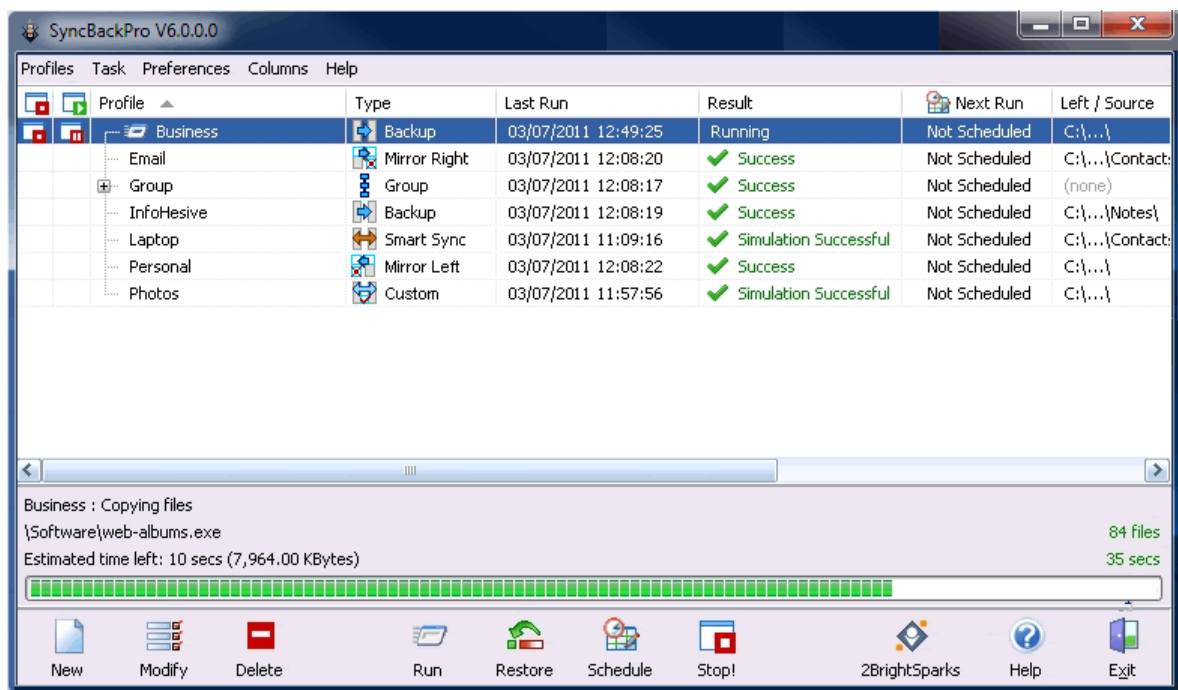 SyncBackPro V6.0.0.0
Profiles Task Preferences Columns Help
Profile Type Last Run Result Next Run Left / Source
Business Backup 03/07/2011 12:49:25 Running Not Scheduled C:\...\
Email Mirror Right 03/07/2011 12:08:20 Success Not Scheduled C:\...\Contact
Group Group 03/07/2011 12:08:17 Success Not Scheduled (none)
InfoHesive Backup 03/07/2011 12:08:19 Success Not Scheduled C:\...\Notes\
Laptop Smart Sync 03/07/2011 11:09:16 Simulation Successful Not Scheduled C:\...\Contact
Personal Mirror Left 03/07/2011 12:08:22 Success Not Scheduled C:\...\
Photos Custom 03/07/2011 11:57:56 Simulation Successful Not Scheduled C:\...\
Business : Copying files
\Software\web-albums.exe 84 files
Estimated time left: 10 secs (7,964.00 KBytes) 35 secs
New Modify Delete Run Restore Schedule Stop! 2BrightSparks Help Exit